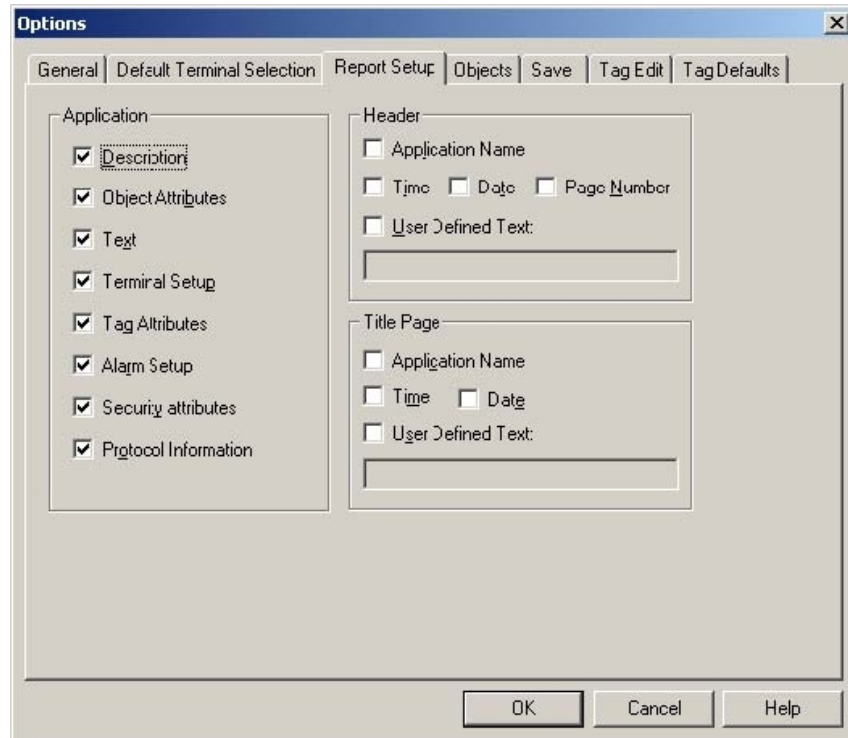 Options
General Default Terminal Selection Report Setup Objects Save Tag Edit Tag Defaults
Application
Description
Object Attributes
Text
Terminal Setup
Tag Attributes
Alarm Setup
Security attributes
Protocol Information
Header
Application Name
Time Date Page Number
User Defined Text:
Title Page
Application Name
Time Date
User Defined Text:
OK Cancel Help